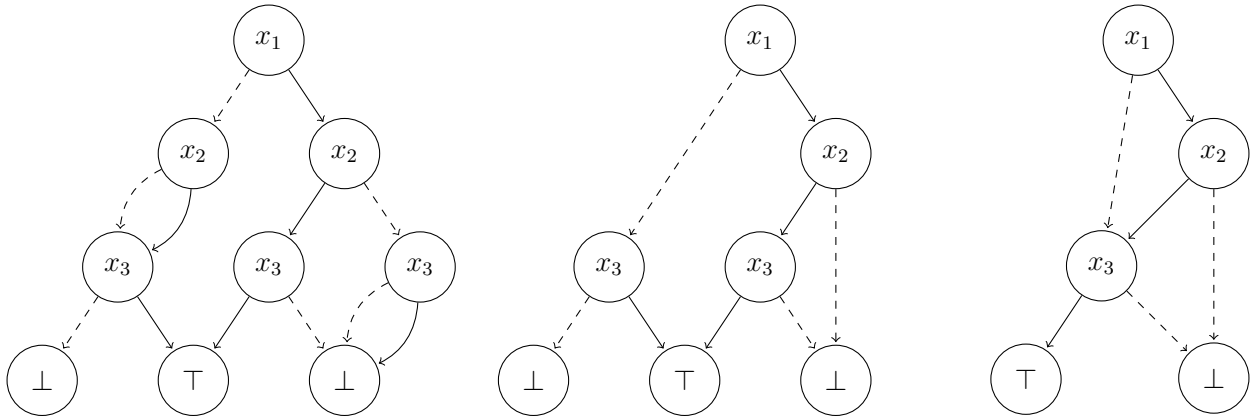 x₁ x₁ x₁
x₂ x₂ x₂ x₂
x₃ x₃ x₃ x₃ x₃ x₃
⊥ ⊤ ⊥ ⊥ ⊤ ⊥ ⊤ ⊥